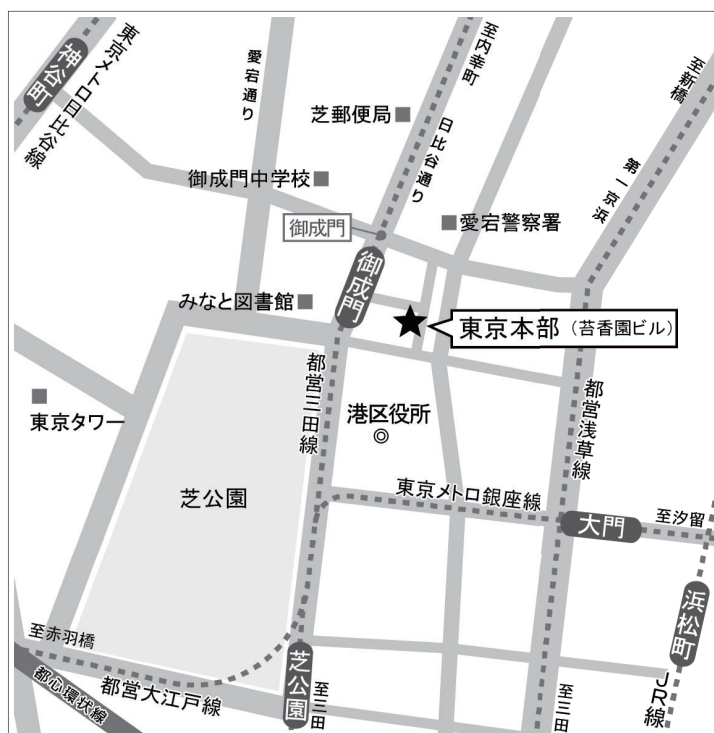 神谷町
東京メトロ日比谷線
愛宕通り
至内幸町
日比谷通り
至新橋
第一京浜
芝郵便局
御成門中学校
愛宕警察署
御成門
御成門
みなと図書館
東京本部（苔香園ビル）
東京タワー
都営三田線
港区役所
都営浅草線
芝公園
東京メトロ銀座線
大門
至汐留
浜松町
至赤羽橋
都心環状線
都営大江戸線
芝公園
至三田
至三田
JR線